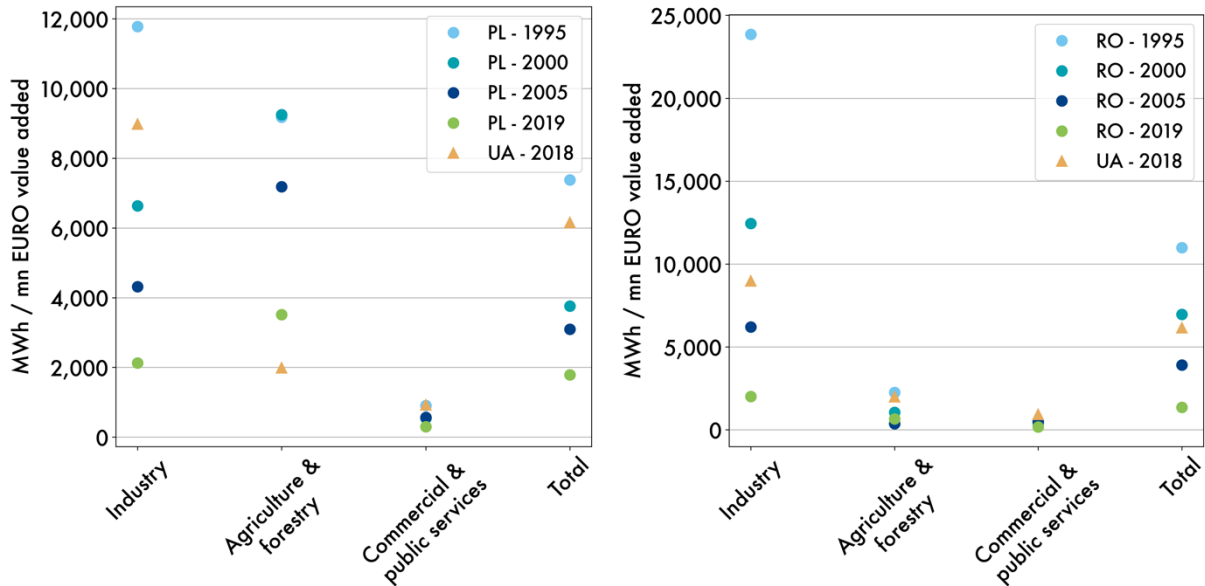 MWh / mn EURO value added
12,000
10,000
8,000
6,000
4,000
2,000
0
PL - 1995
PL - 2000
PL - 2005
PL - 2019
UA - 2018
Industry
Agriculture &
forestry
Commercial &
public services
Total
MWh / mn EURO value added
25,000
20,000
15,000
10,000
5,000
0
RO - 1995
RO - 2000
RO - 2005
RO - 2019
UA - 2018
Industry
Agriculture &
forestry
Commercial &
public services
Total